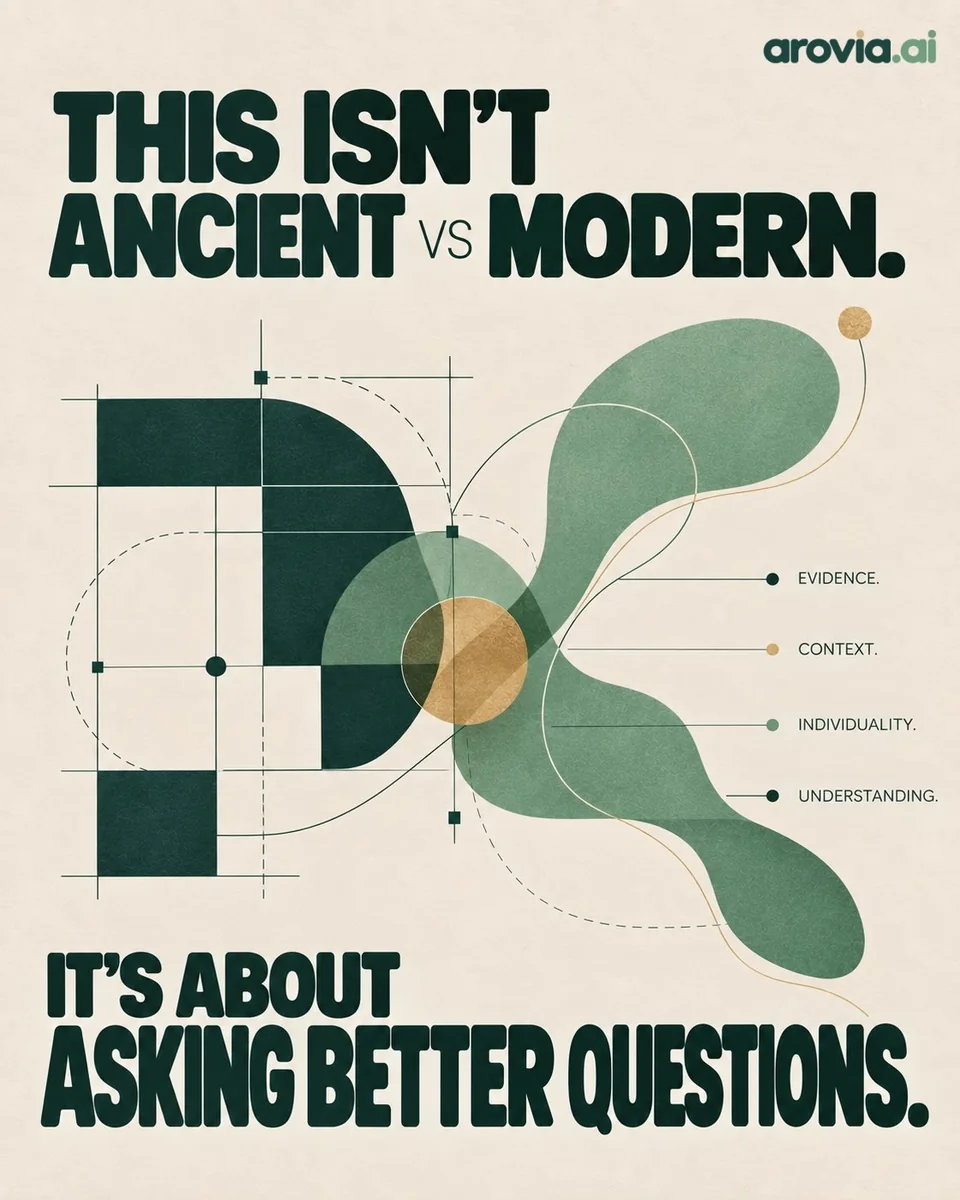 arovia.ai
THIS ISN'T
ANCIENT VS MODERN.
EVIDENCE.
CONTEXT.
INDIVIDUALITY.
UNDERSTANDING.
IT'S ABOUT
ASKING BETTER QUESTIONS.